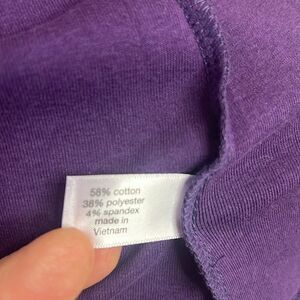 58% cotton
38% polyester
4% spandex
made in
Vietnam